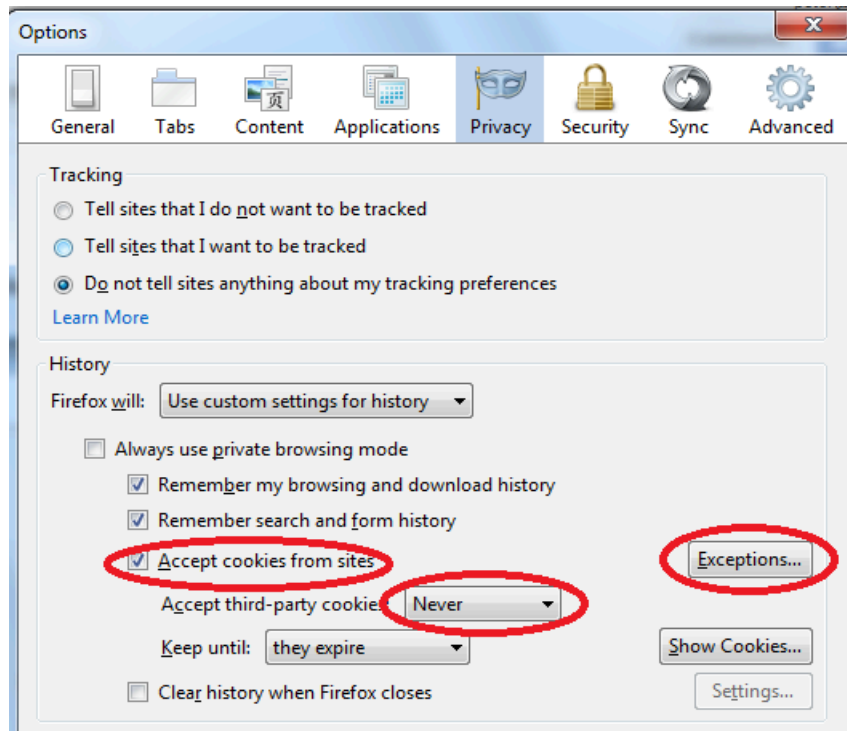 Options
General Tabs Content Applications Privacy Security Sync Advanced
页
Tracking
Tell sites that I do not want to be tracked
Tell sites that I want to be tracked
Do not tell sites anything about my tracking preferences
Learn More
History
Firefox will: Use custom settings for history
Always use private browsing mode
Remember my browsing and download history
Remember search and form history
Accept cookies from sites Exceptions...
Accept third-party cookie Never
Keep until: they expire Show Cookies...
Clear history when Firefox closes Settings...